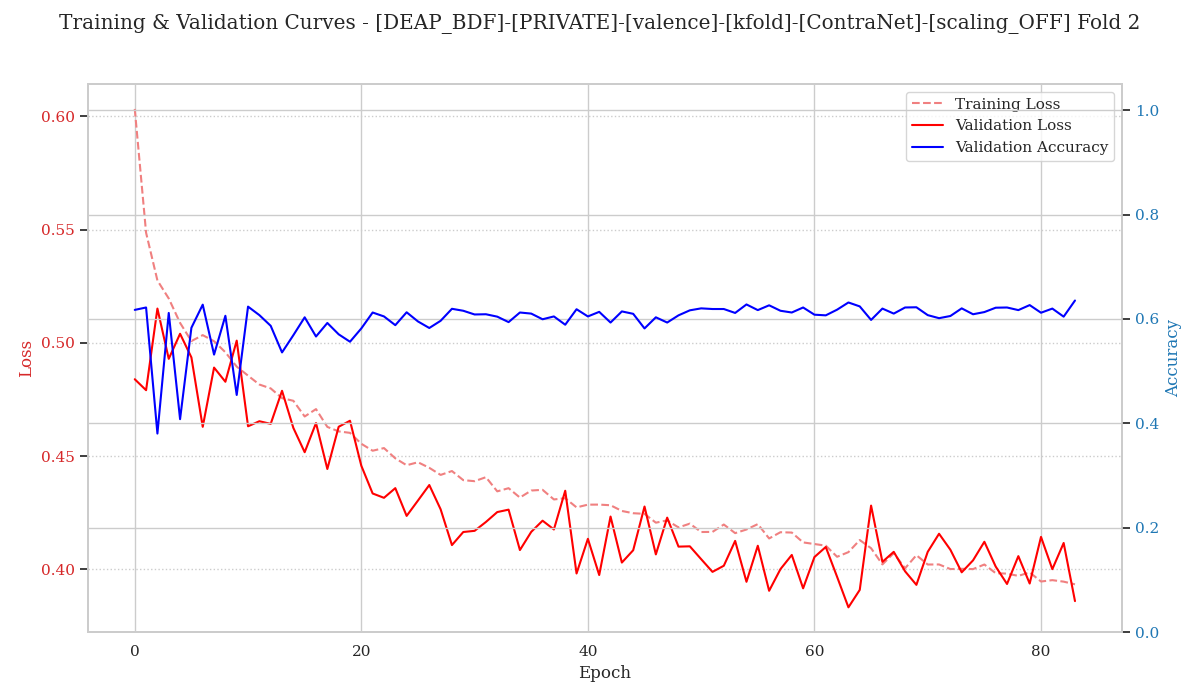 Training & Validation Curves - [DEAP_BDF]-[PRIVATE]-[valence]-[kfold]-[ContraNet]-[scaling_OFF] Fold 2
Training Loss
Validation Loss
Validation Accuracy
0.60
0.55
0.50
0.45
0.40
Loss
1.0
0.8
0.6
0.4
0.2
0.0
Accuracy
0
20
40
60
80
Epoch